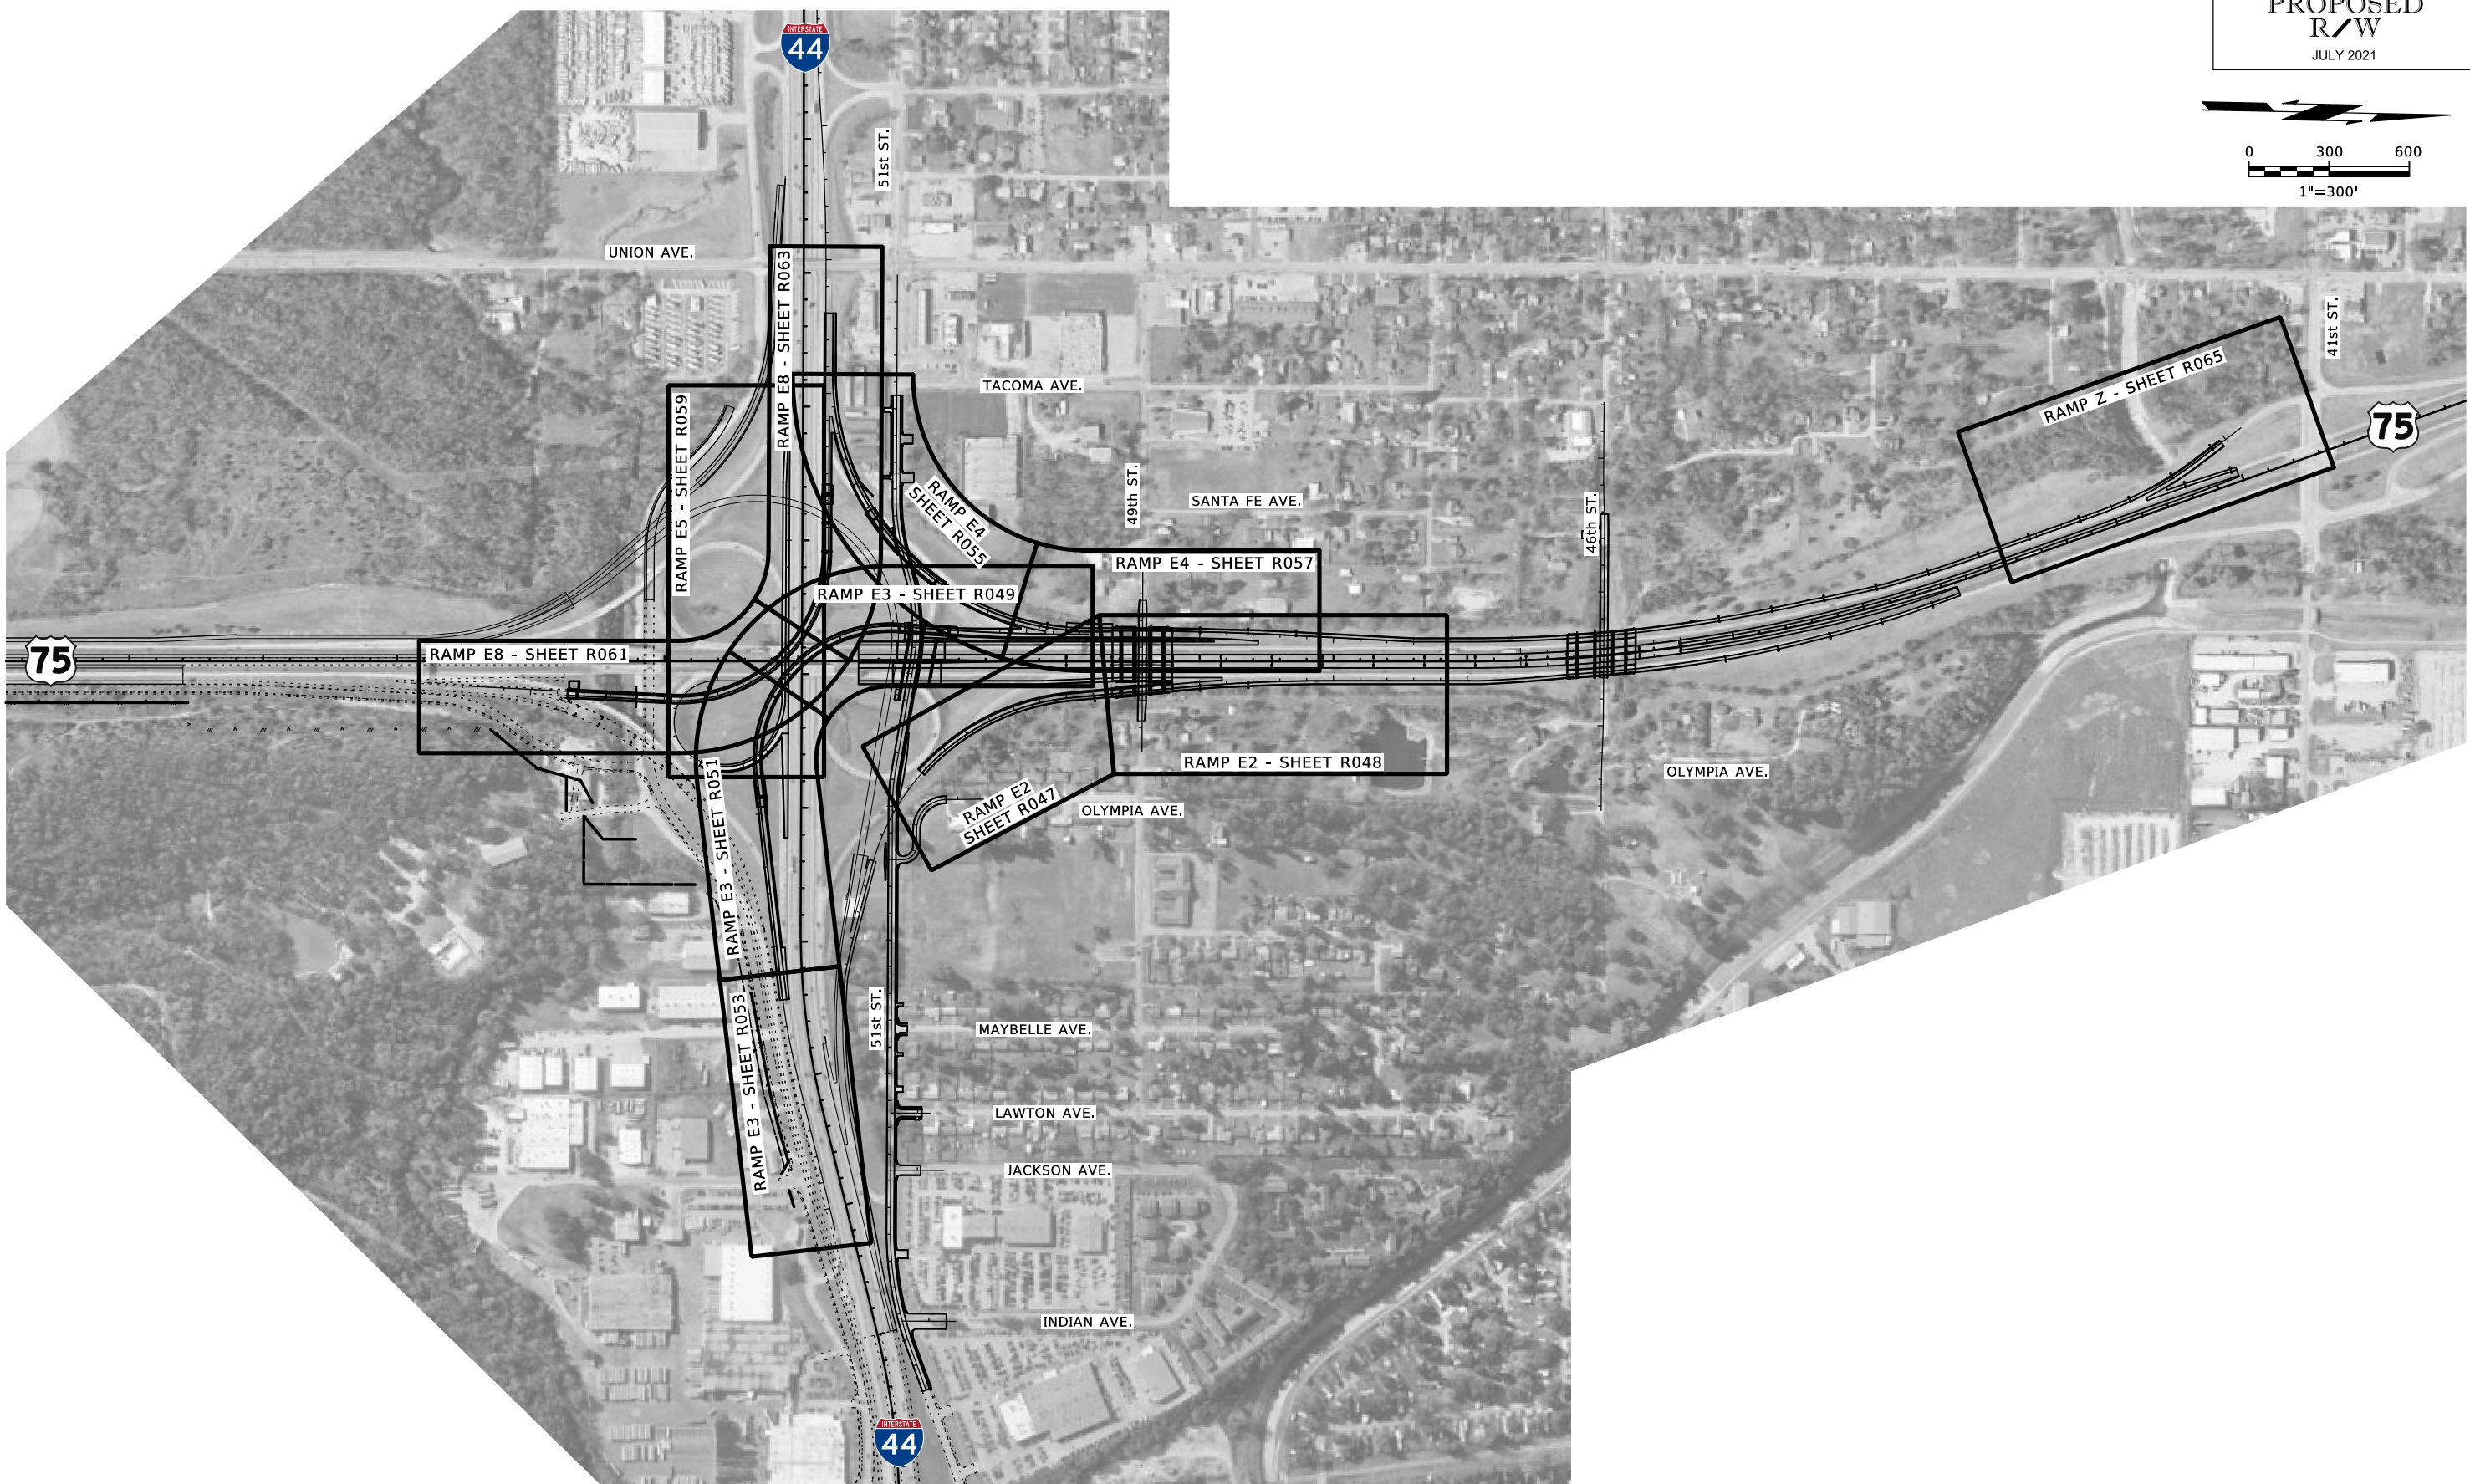 PROPOSED
R/W
JULY 2021
INTERSTATE
44
0 300 600
1"=300'
51st ST.
UNION AVE.
RAMP E8 - SHEET R063
41st ST.
TACOMA AVE.
RAMP Z - SHEET R065
75
RAMP E5 - SHEET R059
RAMP E4
SHEET R055
49th ST.
SANTA FE AVE.
46th ST.
RAMP E4 - SHEET R057
RAMP E3 - SHEET R049
75
RAMP E8 - SHEET R061
RAMP E2 - SHEET R048
OLYMPIA AVE.
RAMP E2
SHEET R047
OLYMPIA AVE.
RAMP E3 - SHEET R051
RAMP E3 - SHEET R053
51st ST.
MAYBELLE AVE.
LAWTON AVE.
JACKSON AVE.
INDIAN AVE.
INTERSTATE
44